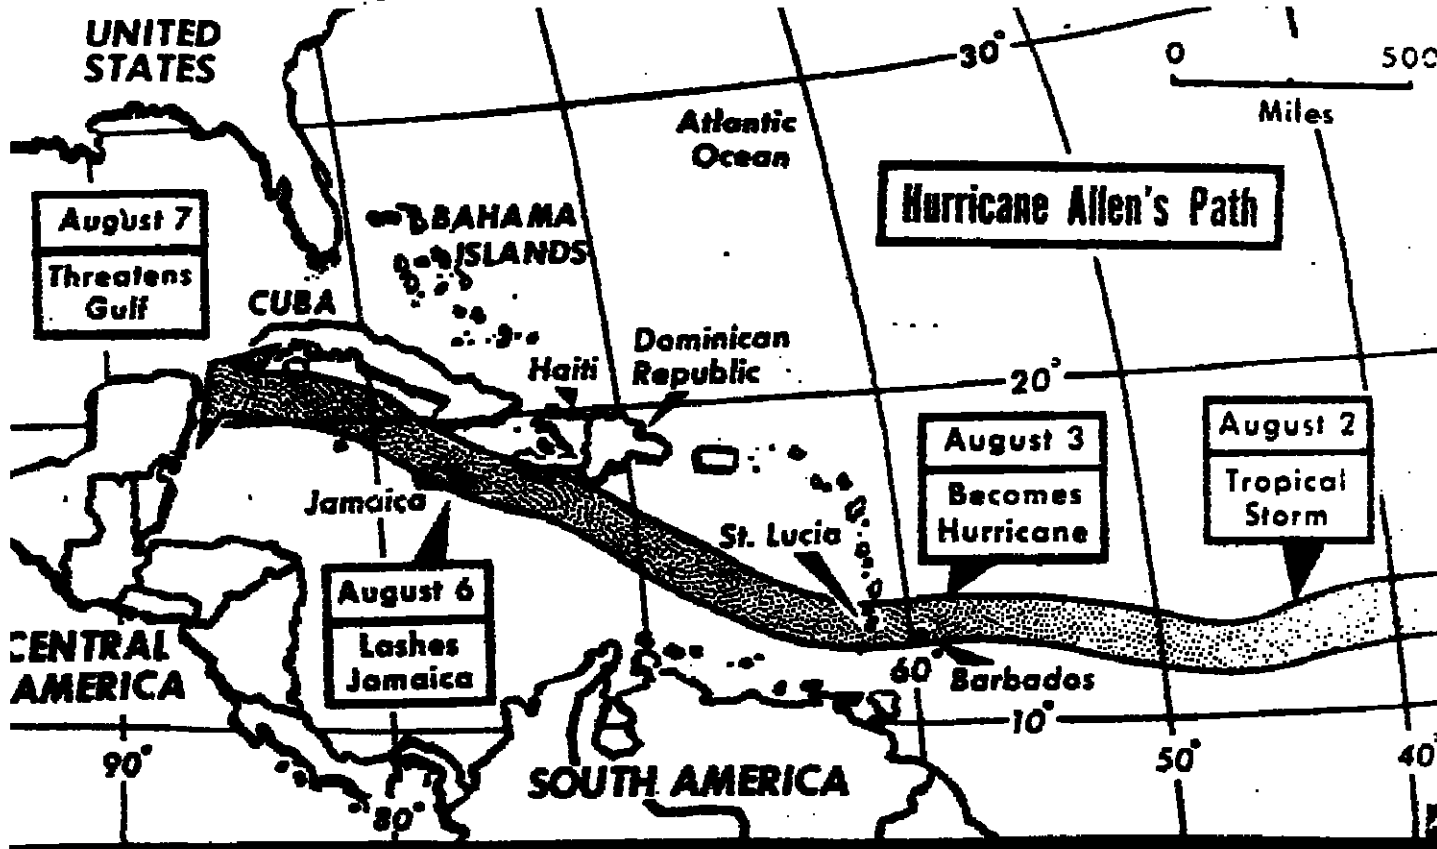 UNITED
STATES
30°
0 500
Miles
Atlantic
Ocean
Hurricane Allen's Path
August 7
Threatens
Gulf
BAHAMA
ISLANDS
CUBA
Haiti
Dominican
Republic
20°
August 3
Becomes
Hurricane
August 2
Tropical
Storm
Jamaica
St. Lucia
August 6
Lashes
Jamaica
CENTRAL
AMERICA
60°
Barbados
10°
90°
SOUTH AMERICA
50°
40°
80°